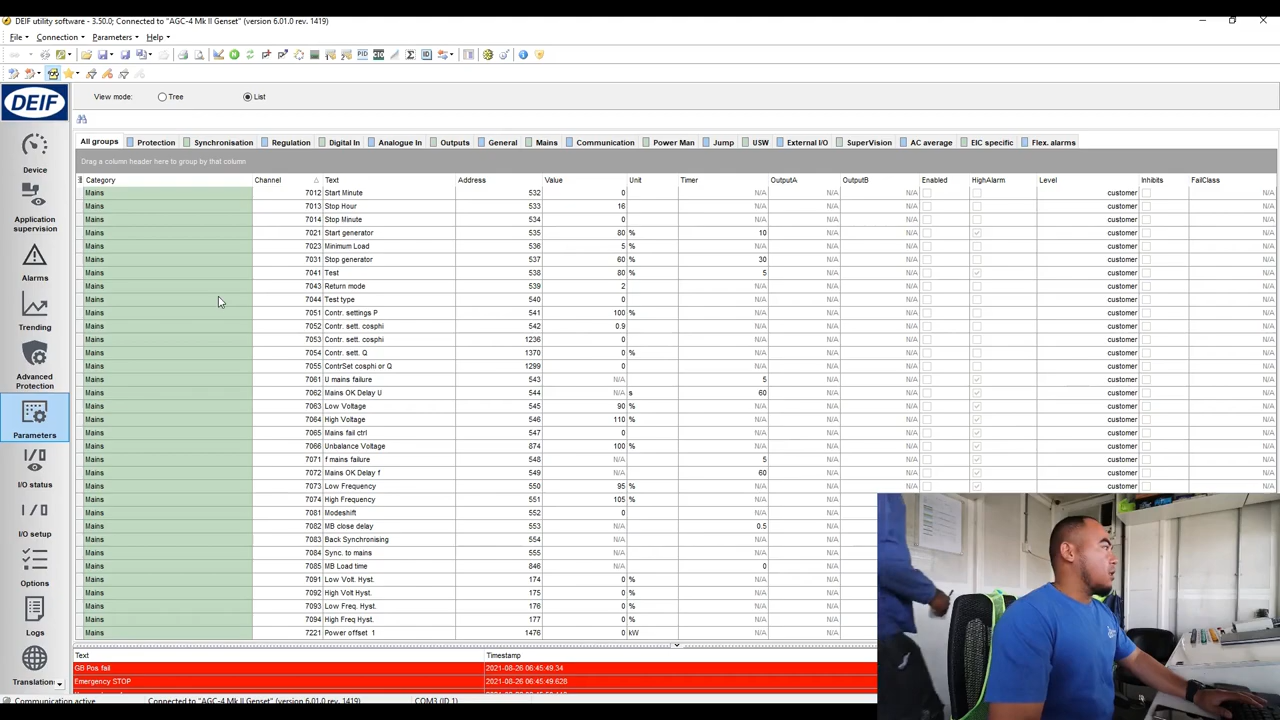 DEIF utility software - 3.50.0; Connected to "AGC-4 Mk II Genset" (version 6.01.0 rev. 1419)
File Connection Parameters Help
DEIF
View mode: Tree List
All groups Protection Synchronisation Regulation Digital In Analogue In Outputs General Mains Communication Power Man Jump USW External I/O SuperVision AC average EIC specific Flex. alarms
Drag a column header here to group by that column
Category Channel Text Address Value Unit Timer OutputA OutputB Enabled HighAlarm Level Inhibits FailClass
Mains 7012 Start Minute 532 0 N/A N/A N/A customer N/A
Mains 7013 Stop Hour 533 16 N/A N/A N/A customer N/A
Mains 7014 Stop Minute 534 0 N/A N/A N/A customer N/A
Mains 7021 Start generator 535 80 % 10 N/A N/A customer N/A
Mains 7023 Minimum Load 536 5 % N/A N/A N/A customer N/A
Mains 7031 Stop generator 537 60 % 30 N/A N/A customer N/A
Mains 7041 Test 538 80 % 5 N/A N/A customer N/A
Mains 7043 Return mode 539 2 N/A N/A N/A customer N/A
Mains 7044 Test type 540 0 N/A N/A N/A customer N/A
Mains 7051 Contr. settings P 541 100 % N/A N/A N/A customer N/A
Mains 7052 Contr. sett. cosphi 542 0.9 N/A N/A N/A customer N/A
Mains 7053 Contr. sett. cosphi 1236 0 N/A N/A N/A customer N/A
Mains 7054 Contr. sett. Q 1370 0 % N/A N/A N/A customer N/A
Mains 7055 ContrSet cosphi or Q 1299 0 N/A N/A N/A customer N/A
Mains 7061 U mains failure 543 N/A 5 N/A N/A customer N/A
Mains 7062 Mains OK Delay U 544 N/A s 60 N/A N/A customer N/A
Mains 7063 Low Voltage 545 90 % N/A N/A N/A customer N/A
Mains 7064 High Voltage 546 110 % N/A N/A N/A customer N/A
Mains 7065 Mains fail ctrl 547 0 N/A N/A N/A customer N/A
Mains 7066 Unbalance Voltage 874 100 % N/A N/A N/A customer N/A
Mains 7071 f mains failure 548 N/A 5 N/A N/A customer N/A
Mains 7072 Mains OK Delay f 549 N/A 60 N/A N/A customer N/A
Mains 7073 Low Frequency 550 95 % N/A N/A N/A customer N/A
Mains 7074 High Frequency 551 105 % N/A N/A
Mains 7081 Modeshift 552 0 N/A N/A
Mains 7082 MB close delay 553 N/A 0.5 N/A
Mains 7083 Back Synchronising 554 N/A N/A N/A
Mains 7084 Sync. to mains 555 N/A N/A N/A
Mains 7085 MB Load time 846 N/A 0 N/A
Mains 7091 Low Volt. Hyst. 174 0 % N/A N/A
Mains 7092 High Volt. Hyst. 175 0 % N/A N/A
Mains 7093 Low Freq. Hyst. 176 0 % N/A N/A
Mains 7094 High Freq Hyst. 177 0 % N/A N/A
Mains 7221 Power offset 1 1476 0 kW N/A N/A
Device
Application
supervision
Alarms
Trending
Advanced
Protection
Parameters
I/O status
I/O setup
Options
Logs
Translations
Text Timestamp
GB Pos fail 2021-08-26 06:45:49.34
Emergency STOP 2021-08-26 06:45:49.628
Communication active Connected to "AGC-4 Mk II Genset" (version 6.01.0 rev. 1419) COM3 (ID 1)